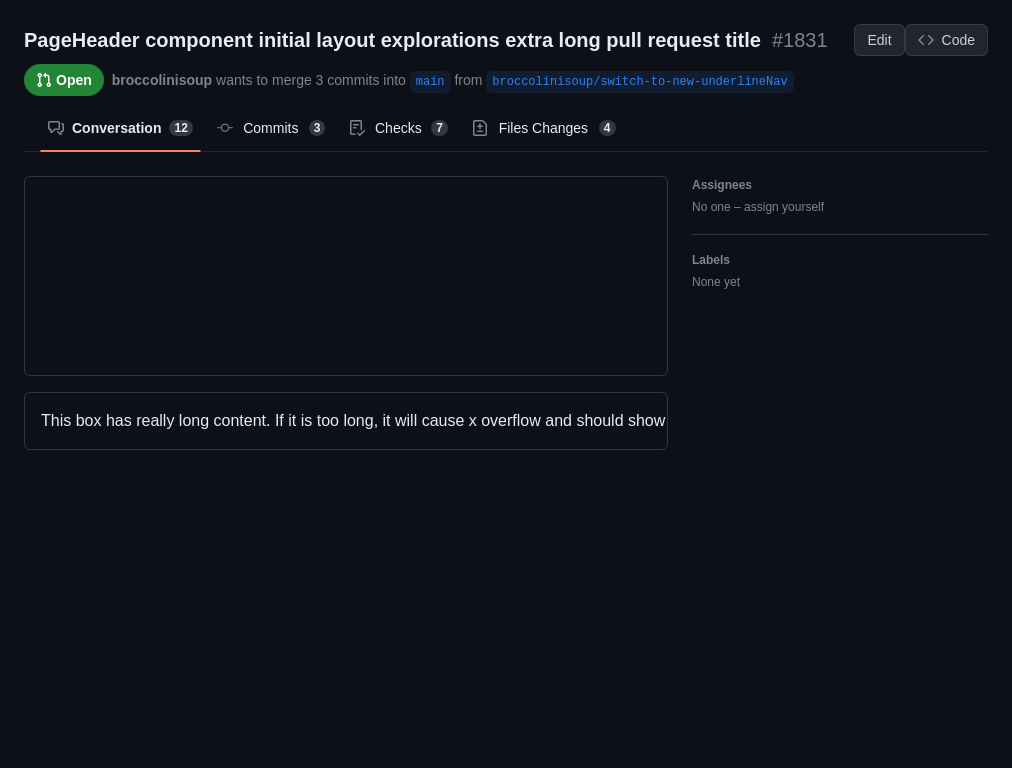 PageHeader component initial layout explorations extra long pull request title #1831
Edit
Code
Open
broccolinisoup wants to merge 3 commits into main from broccolinisoup/switch-to-new-underlineNav
Conversation 12
Commits 3
Checks 7
Files Changes 4
Assignees
No one – assign yourself
Labels
None yet
This box has really long content. If it is too long, it will cause x overflow and should show